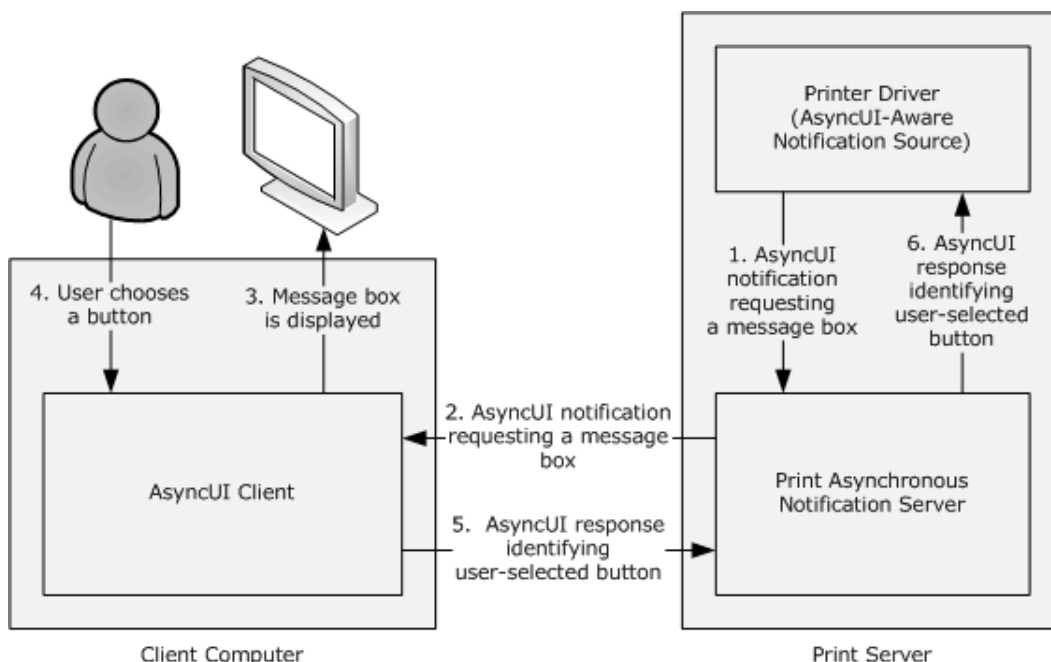 Printer Driver
(AsyncUI-Aware
Notification Source)
1. AsyncUI
notification
requesting
a message box
6. AsyncUI
response
identifying
user-selected
button
4. User chooses
a button
3. Message box
is displayed
2. AsyncUI notification
requesting a message
box
AsyncUI Client
Print Asynchronous
Notification Server
5. AsyncUI response
identifying
user-selected button
Client Computer
Print Server